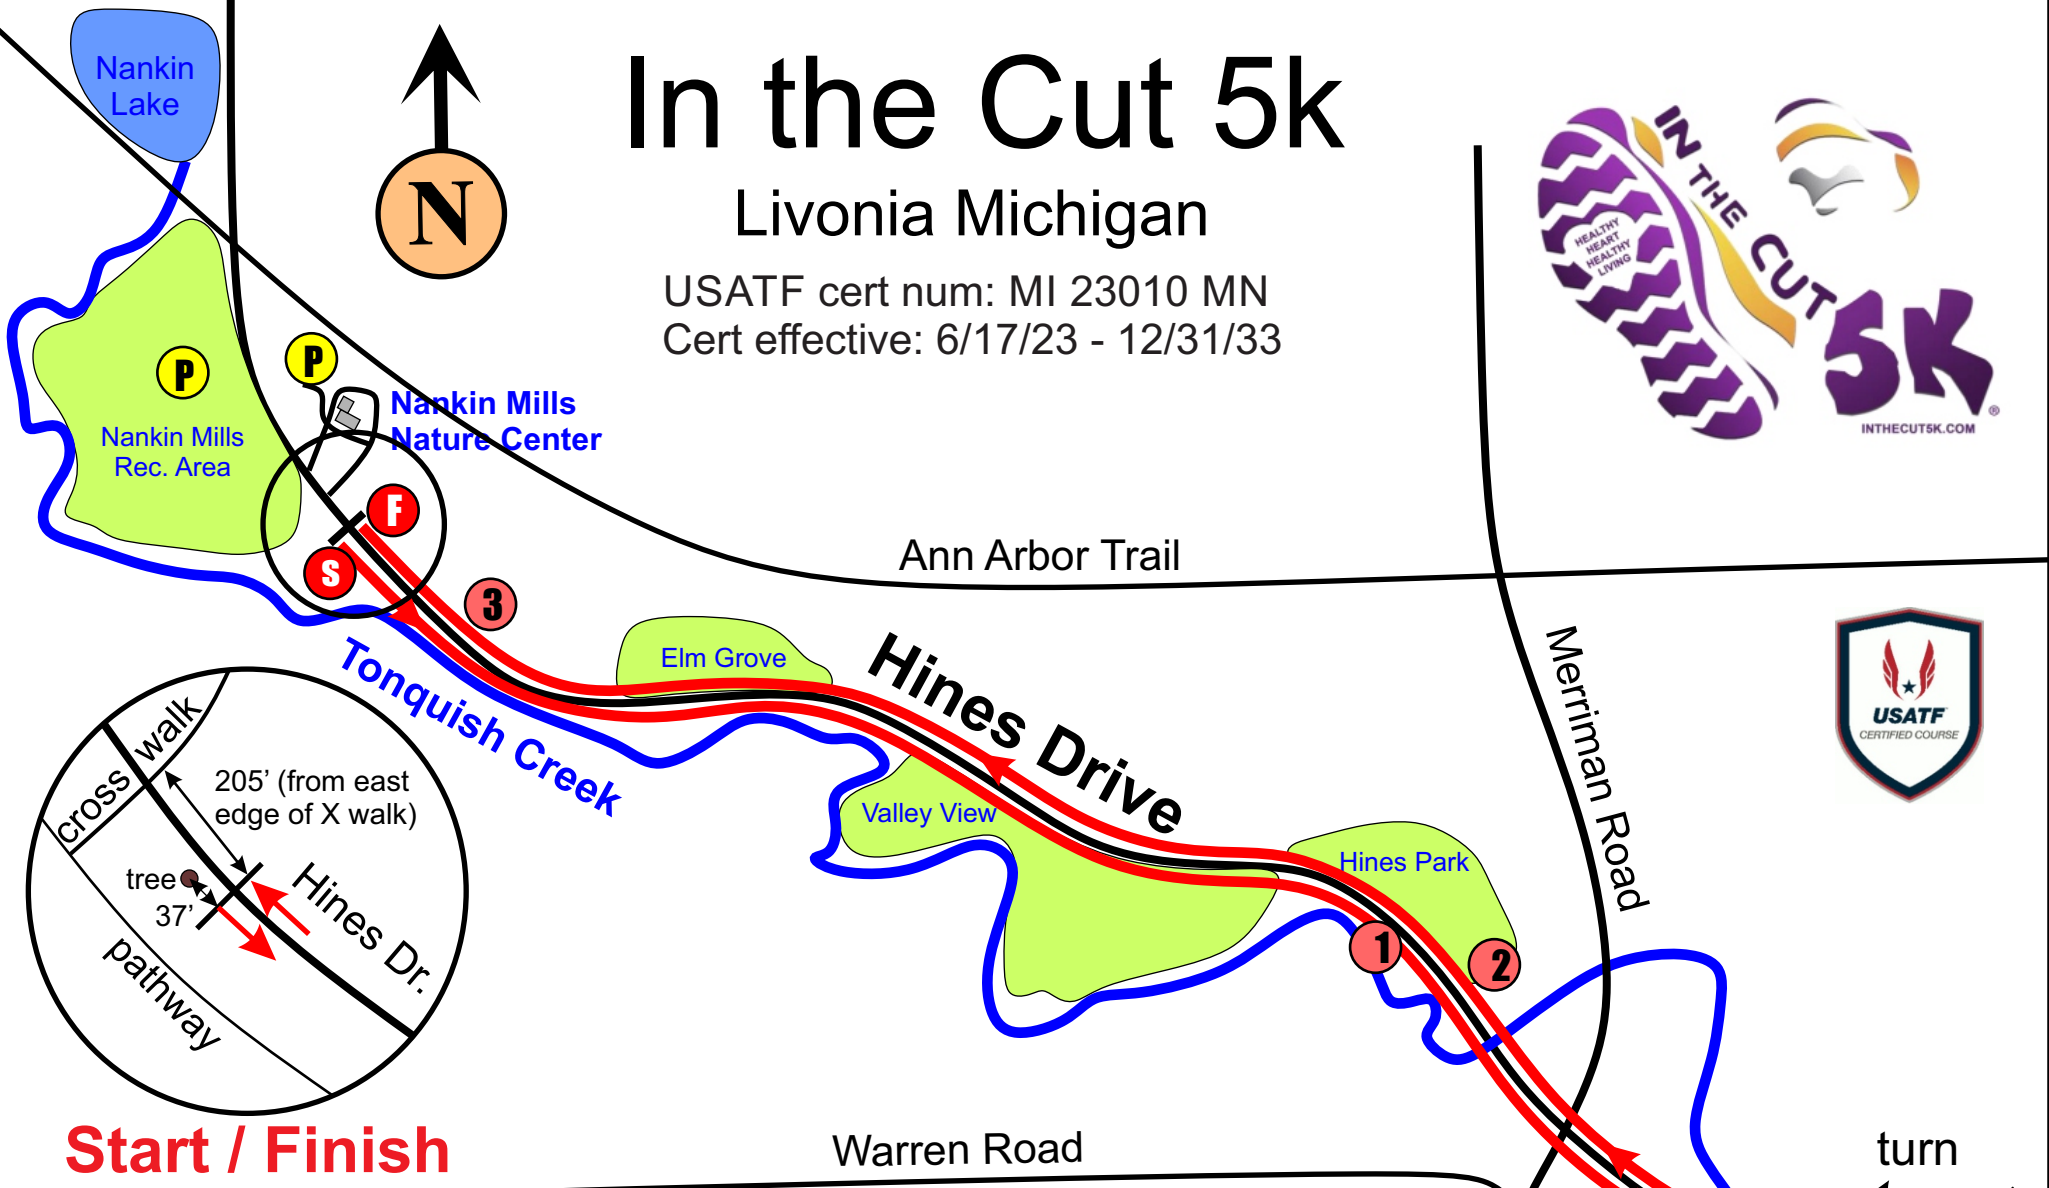 Nankin
Lake
In the Cut 5k
Livonia Michigan
USATF cert num: MI 23010 MN
Cert effective: 6/17/23 - 12/31/33
N
IN THE CUT 5K
HEALTHY
HEART
HEALTHY
LIVING
®
INTHECUT5K.COM
P
P
Nankin Mills
Nature Center
Nankin Mills
Rec. Area
F
S
3
Ann Arbor Trail
Elm Grove
Hines Drive
Merriman Road
USATF
CERTIFIED COURSE
Tonquish Creek
Valley View
Hines Park
1
2
cross walk
205’ (from east
edge of X walk)
tree
37’
Hines Dr.
pathway
Start / Finish
Warren Road
turn